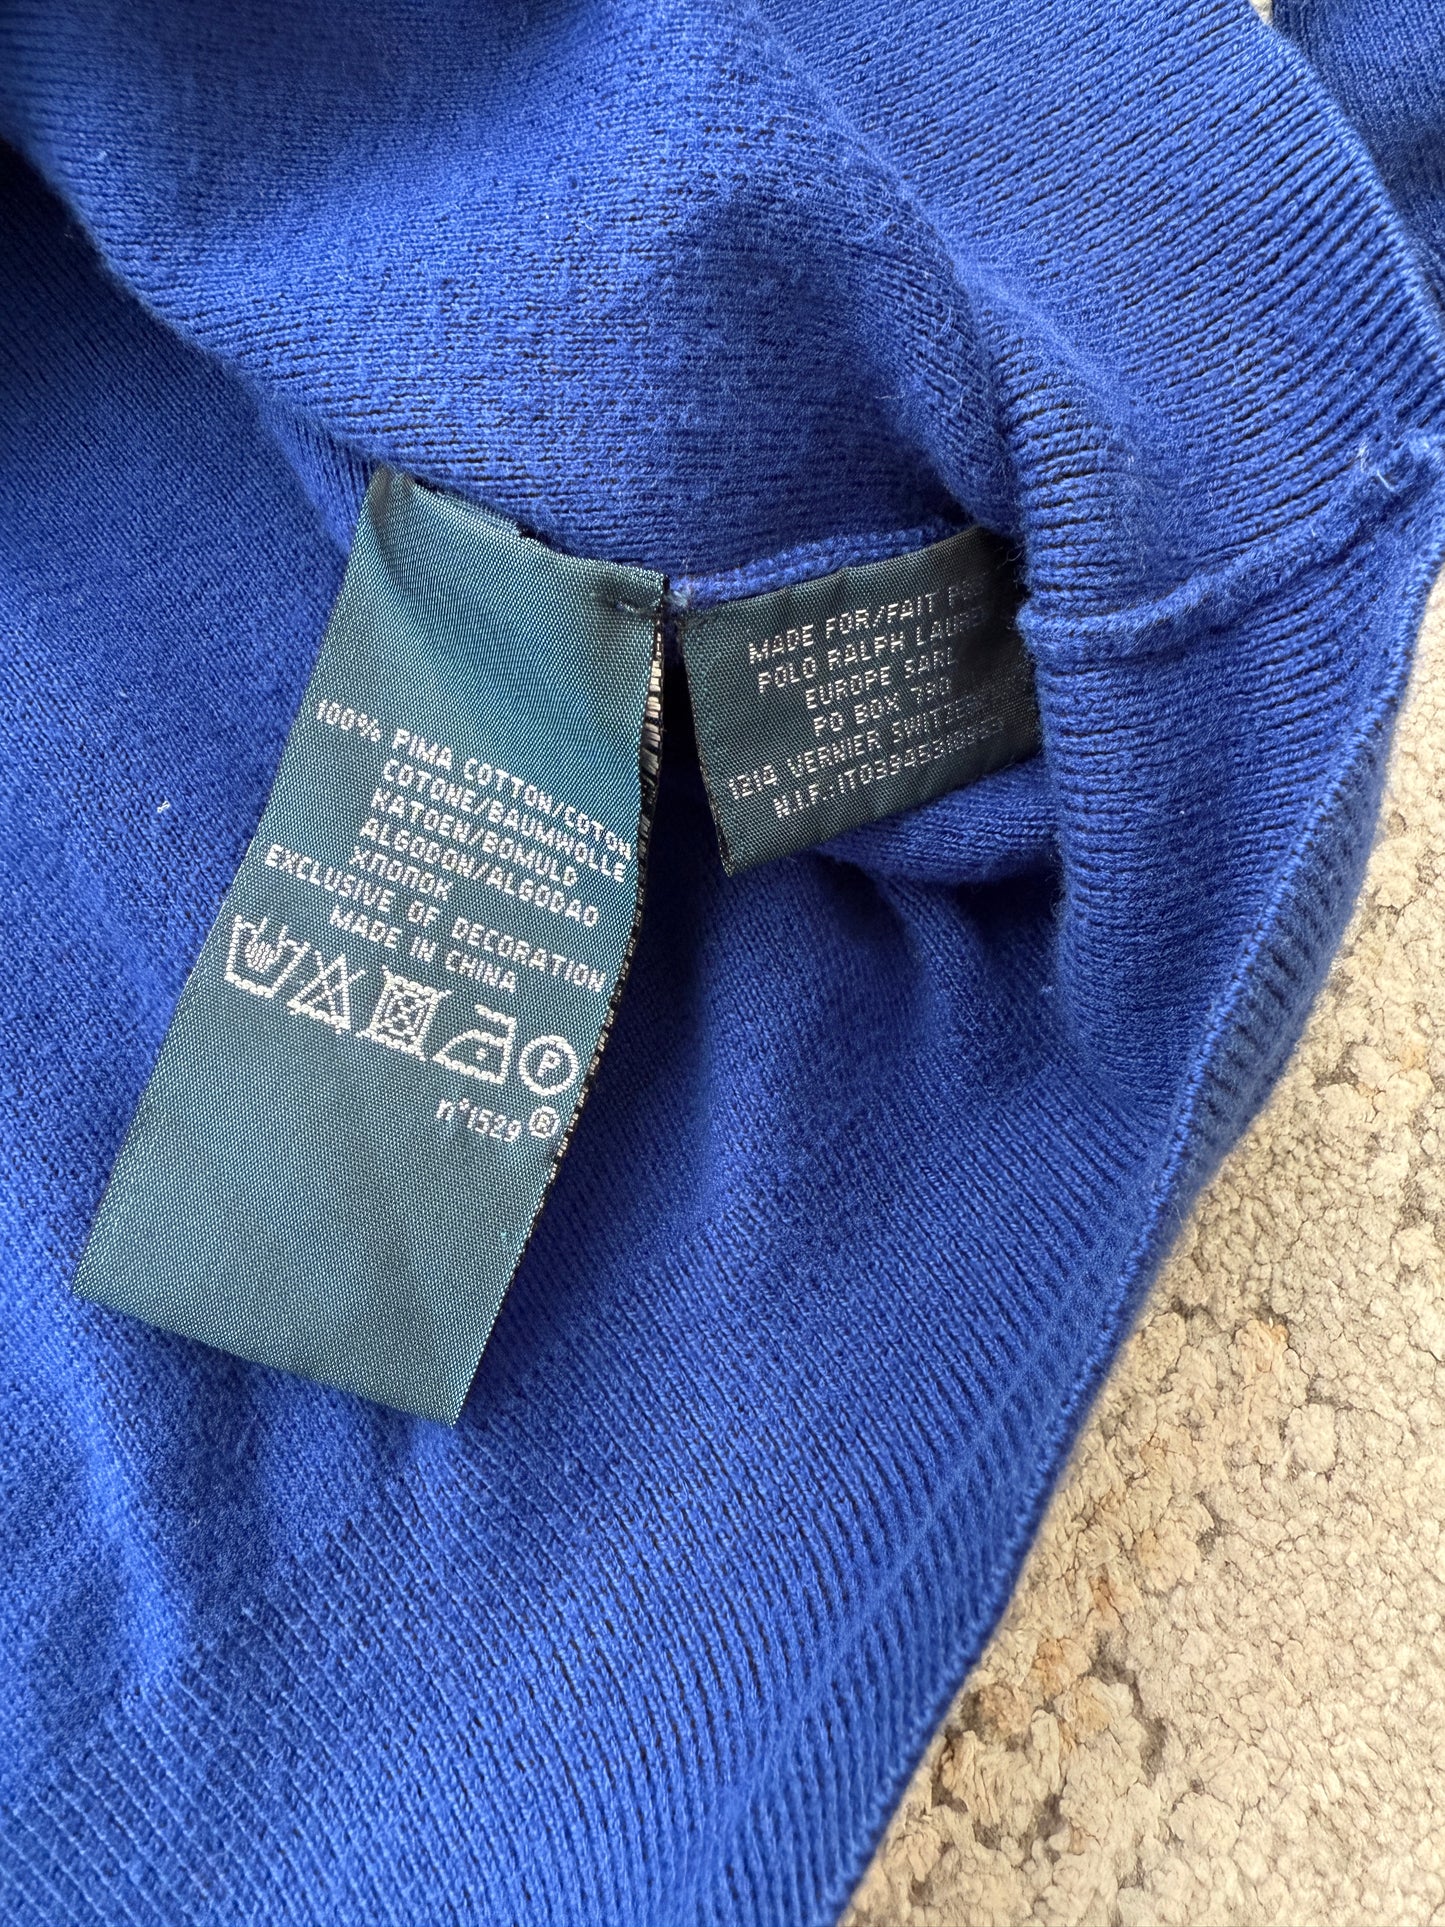 100% PIMA COTTON/COTON
COTONE/BAUMWOLLE
KATOEN/BOMULD
ALGODON/ALGODAO
ХЛОПОК
EXCLUSIVE OF DECORATION
MADE IN CHINA
P
n°1529 ®
MADE FOR/FAIT
POLO RALPH LAUREN
EUROPE SARL
PO BOX 780
1214 VERNIER
N.I.F.: